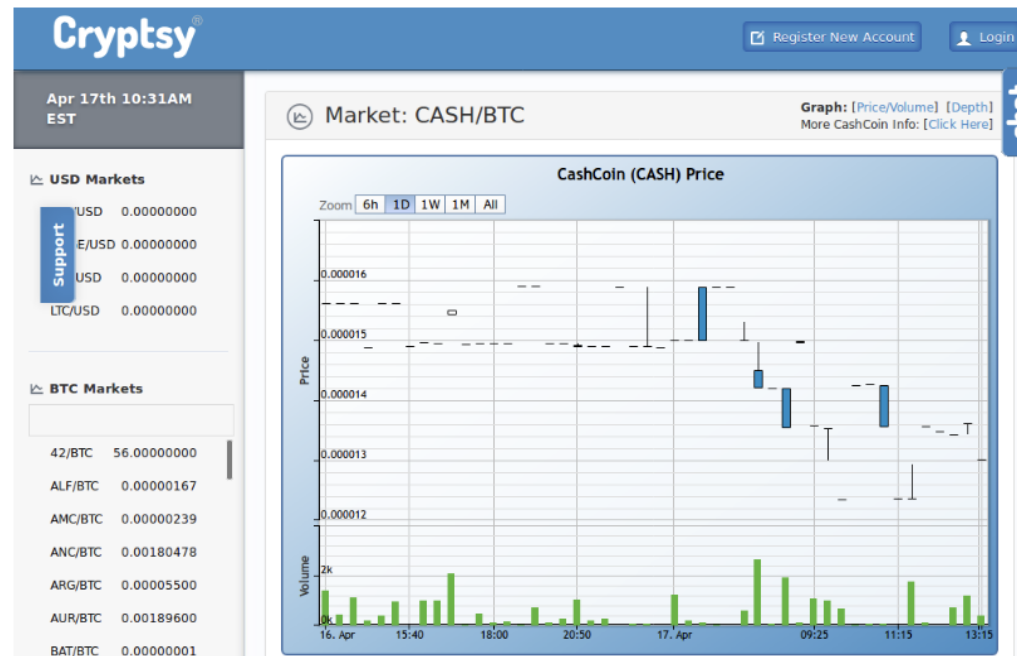 Cryptsy®
Register New Account
Login
Apr 17th 10:31AM
EST
Market: CASH/BTC
Graph: [Price/Volume] [Depth]
More CashCoin Info: [Click Here]
USD Markets
/USD 0.00000000
E/USD 0.00000000
USD 0.00000000
LTC/USD 0.00000000
Support
BTC Markets
42/BTC 56.00000000
ALF/BTC 0.00000167
AMC/BTC 0.00000239
ANC/BTC 0.00180478
ARG/BTC 0.00005500
AUR/BTC 0.00189600
BAT/BTC 0.00000001
CashCoin (CASH) Price
Zoom 6h 1D 1W 1M All
Price
0.000016
0.000015
0.000014
0.000013
0.000012
Volume
2k
0k
16. Apr 15:40 18:00 20:50 17. Apr 09:25 11:15 13:15